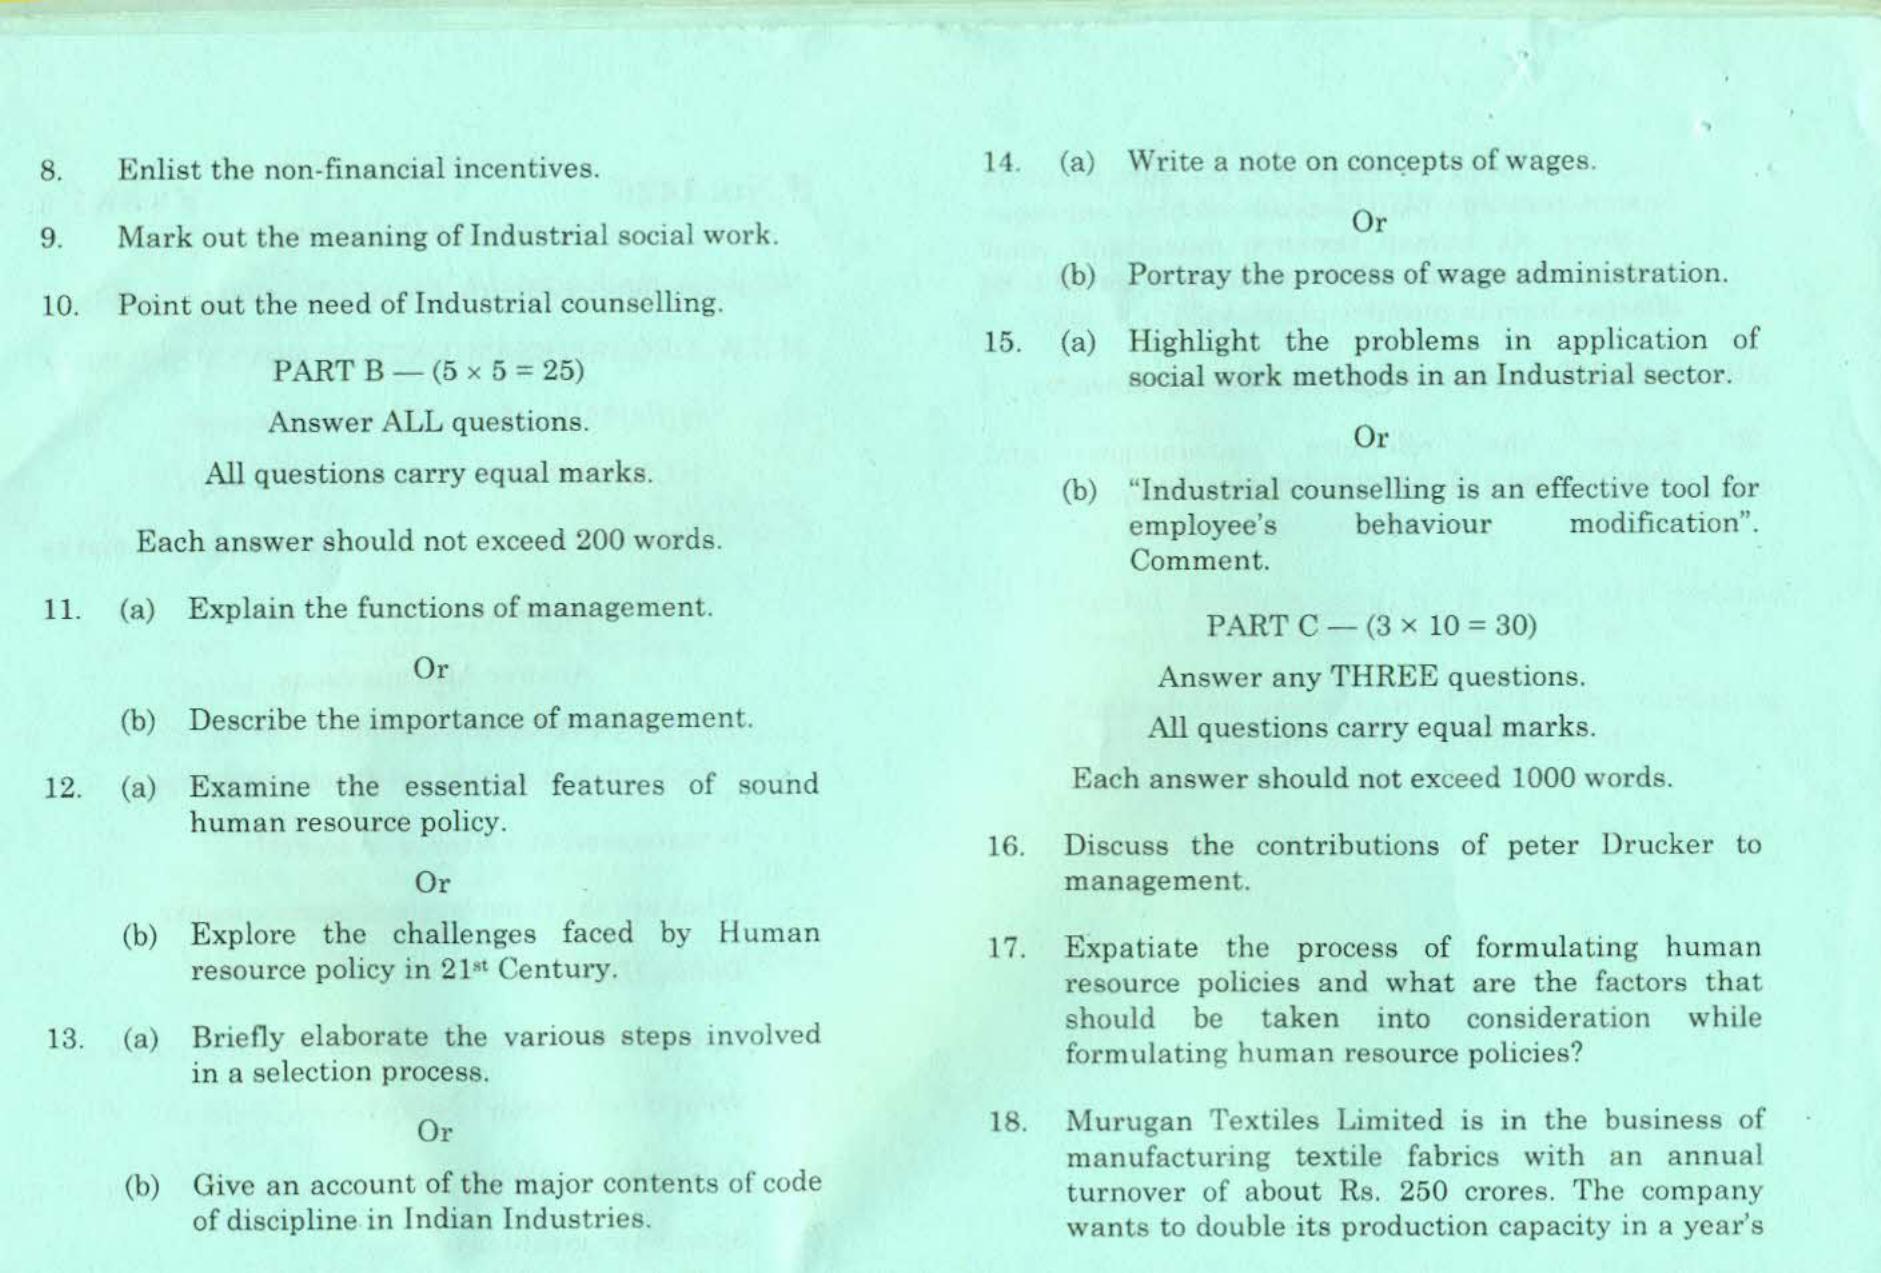 8. Enlist the non-financial incentives.
9. Mark out the meaning of Industrial social work.
10. Point out the need of Industrial counselling.
PART B — (5 × 5 = 25)
Answer ALL questions.
All questions carry equal marks.
Each answer should not exceed 200 words.
11. (a) Explain the functions of management.
Or
(b) Describe the importance of management.
12. (a) Examine the essential features of sound
human resource policy.
Or
(b) Explore the challenges faced by Human
resource policy in 21st Century.
13. (a) Briefly elaborate the various steps involved
in a selection process.
Or
(b) Give an account of the major contents of code
of discipline in Indian Industries.
14. (a) Write a note on concepts of wages.
Or
(b) Portray the process of wage administration.
15. (a) Highlight the problems in application of
social work methods in an Industrial sector.
Or
(b) “Industrial counselling is an effective tool for
employee's behaviour modification”.
Comment.
PART C — (3 × 10 = 30)
Answer any THREE questions.
All questions carry equal marks.
Each answer should not exceed 1000 words.
16. Discuss the contributions of peter Drucker to
management.
17. Expatiate the process of formulating human
resource policies and what are the factors that
should be taken into consideration while
formulating human resource policies?
18. Murugan Textiles Limited is in the business of
manufacturing textile fabrics with an annual
turnover of about Rs. 250 crores. The company
wants to double its production capacity in a year's